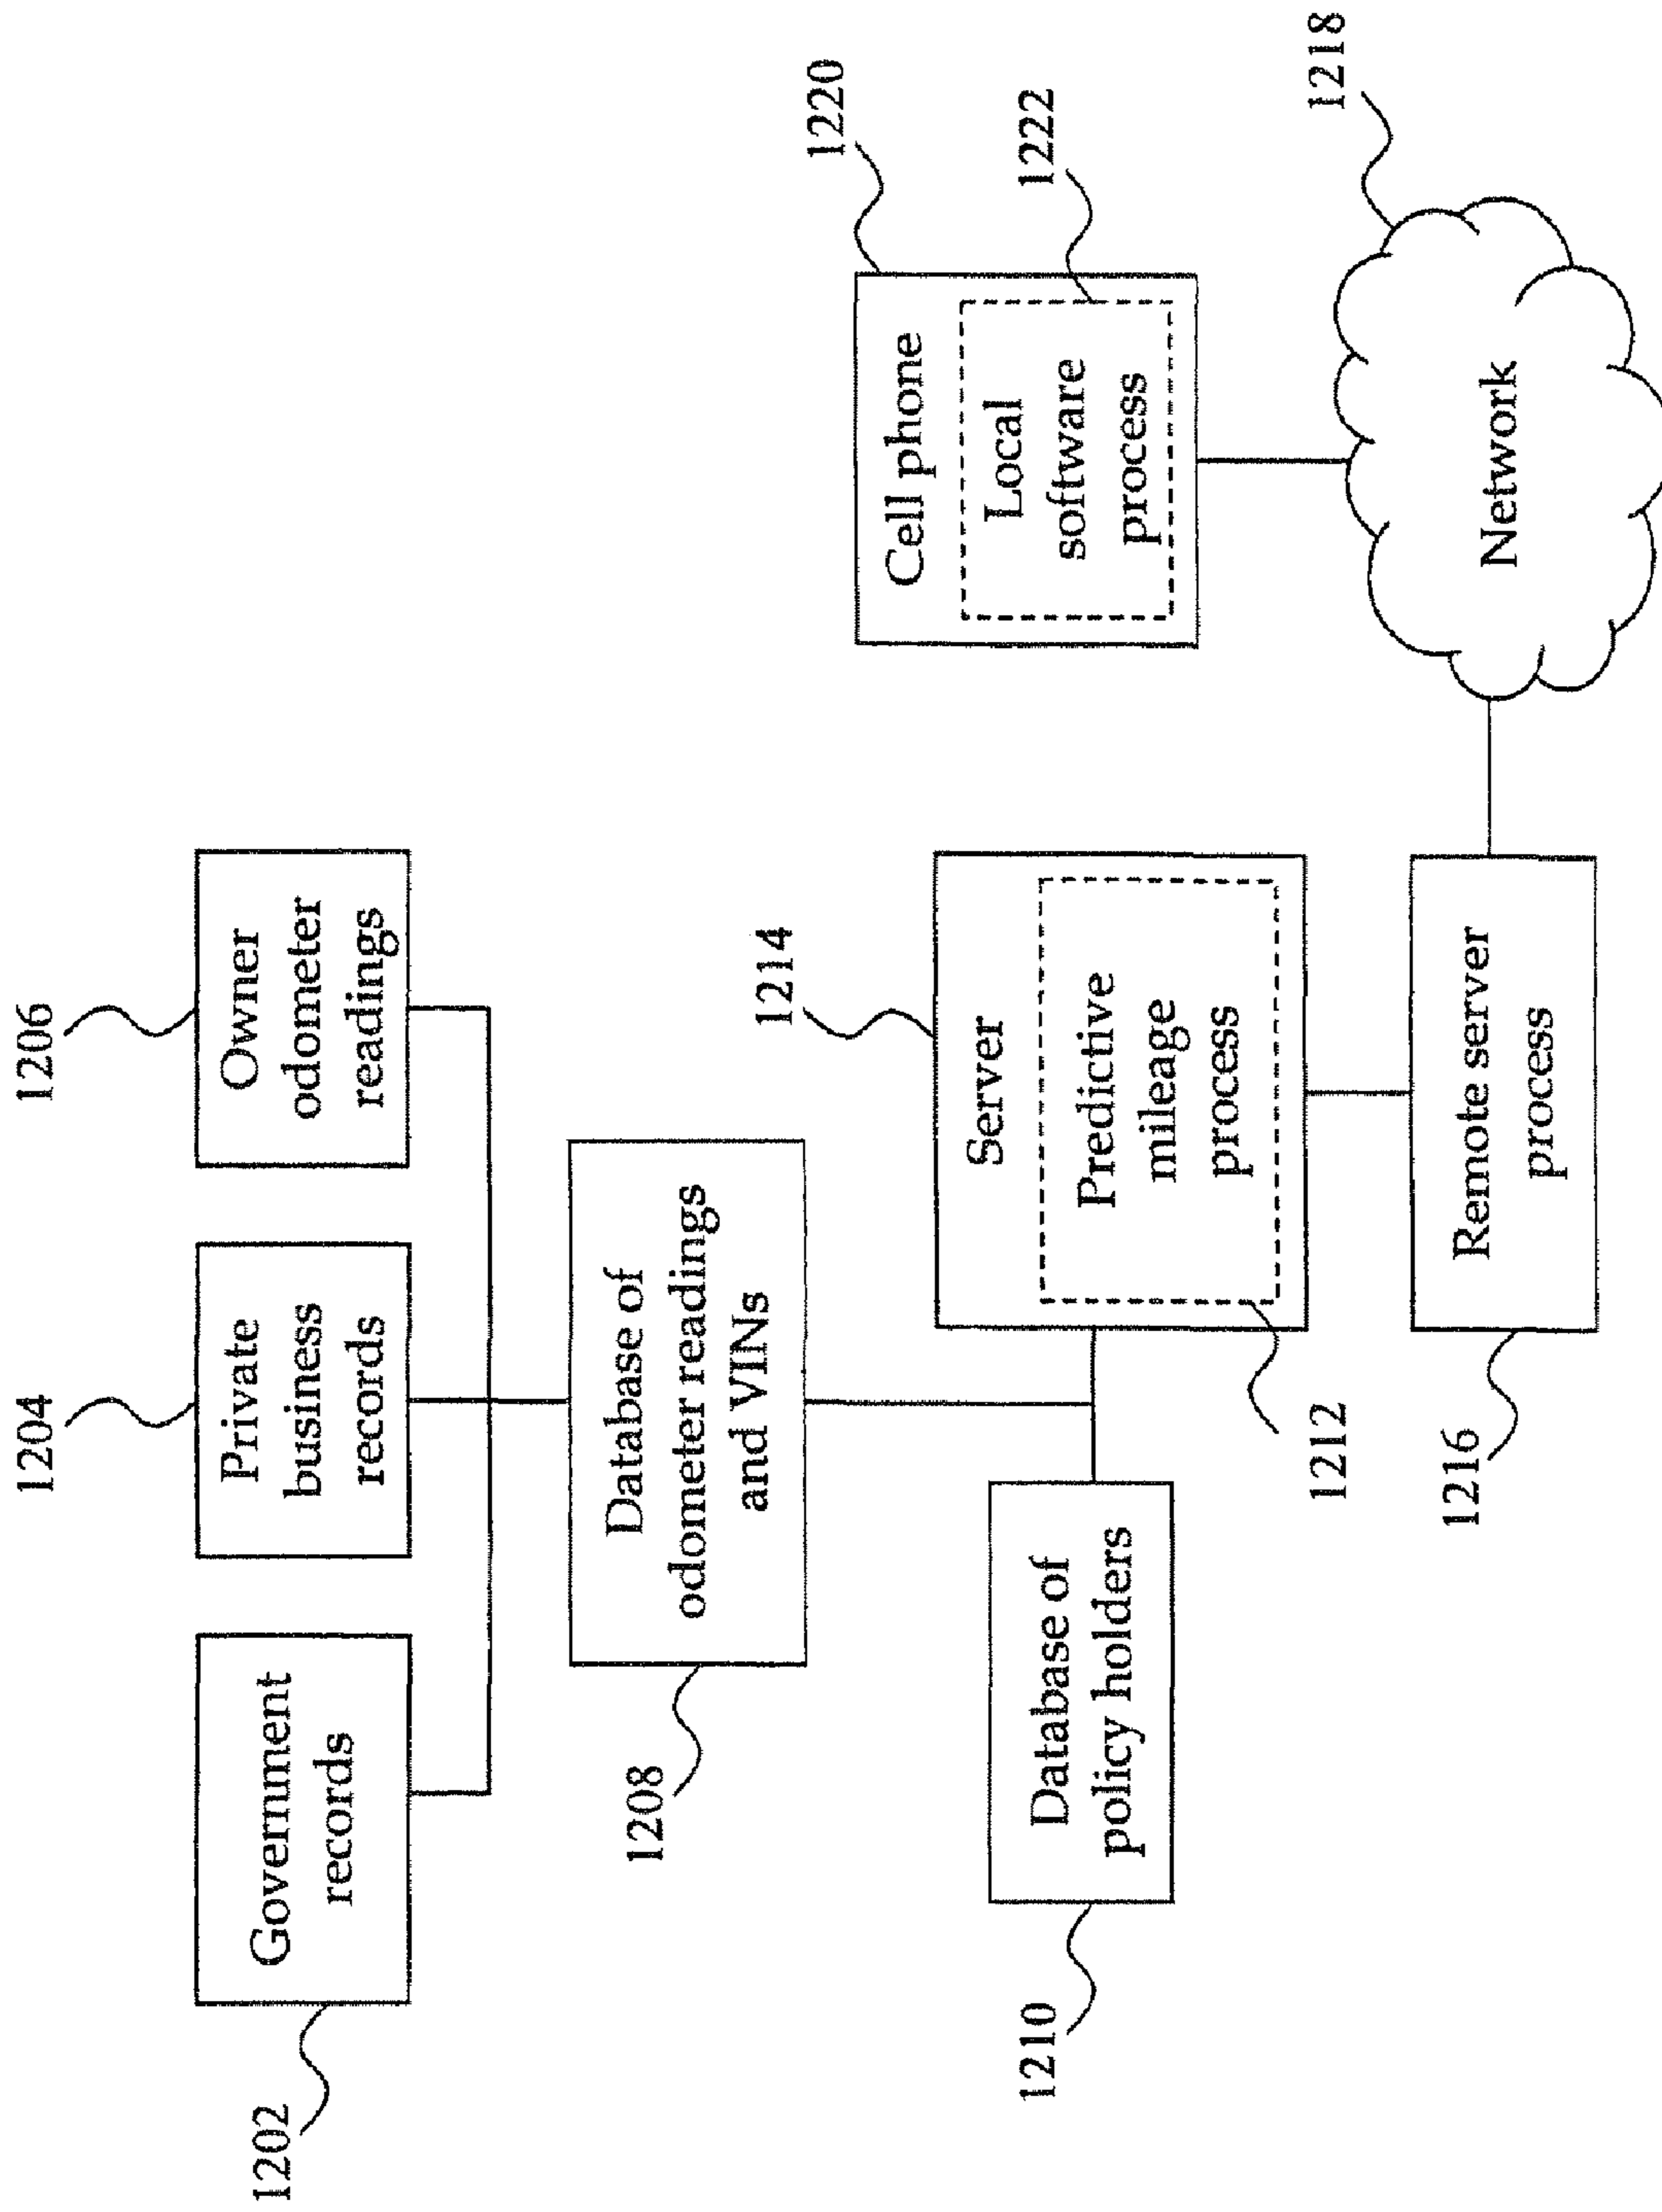 1202
Government
records
1204
Private
business
records
1206
Owner
odometer
readings
1208
Database of
odometer readings
and VINs
1210
Database of
policy holders
1214
Server
Predictive
mileage
process
1212
1216
Remote server
process
1220
Cell phone
1222
Local
software
process
1218
Network